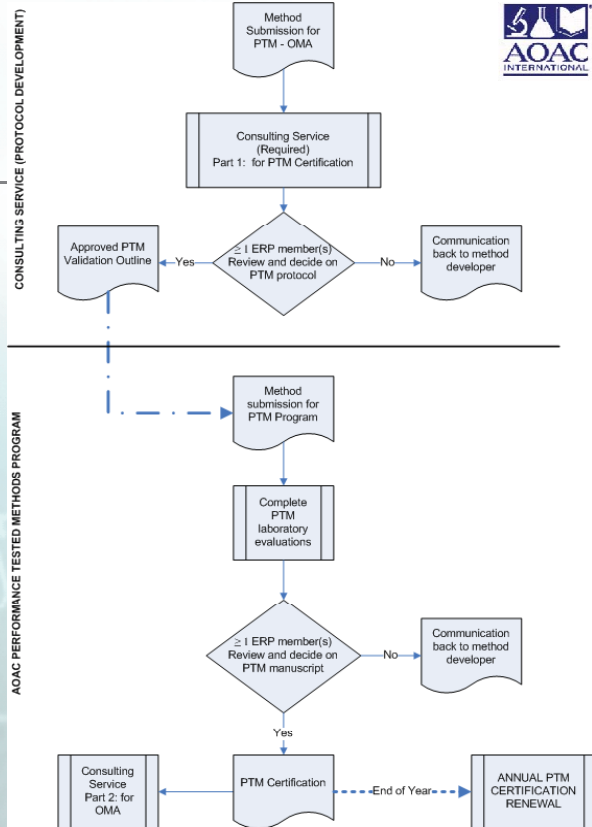 CONSULTING SERVICE (PROTOCOL DEVELOPMENT)
Method
Submission for
PTM - OMA
AOAC
INTERNATIONAL
Consulting Service
(Required)
Part 1: for PTM Certification
Approved PTM
Validation Outline
Yes
≥ 1 ERP member(s)
Review and decide on
PTM protocol
No
Communication
back to method
developer
AOAC PERFORMANCE TESTED METHODS PROGRAM
Method
submission for
PTM Program
Complete
PTM
laboratory
evaluations
≥ 1 ERP member(s)
Review and decide on
PTM manuscript
No
Communication
back to method
developer
Yes
Consulting
Service
Part 2: for
OMA
PTM Certification
End of Year
ANNUAL PTM
CERTIFICATION
RENEWAL